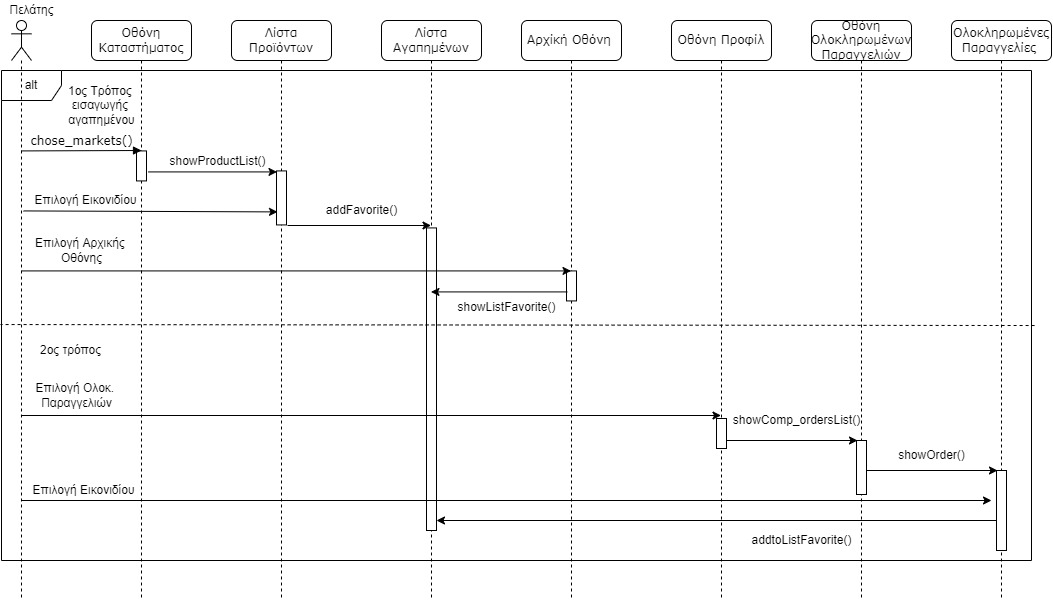 Πελάτης
Οθόνη
Καταστήματος
Λίστα
Προϊόντων
Λίστα
Αγαπημένων
Αρχίκή Οθόνη
Οθόνη Προφίλ
Οθόνη
Ολοκληρωμένων
Παραγγελιών
Ολοκληρωμένες
Παραγγελίες
alt
1ος Τρόπος
εισαγωγής
αγαπημένου
chose_markets()
showProductList()
Επιλογή Εικονιδίου
addFavorite()
Επιλογή Αρχικής
Οθόνης
showListFavorite()
2ος τρόπος
Επιλογή Ολοκ.
Παραγγελιών
showComp_ordersList()
showOrder()
Επιλογή Εικονιδίου
addtoListFavorite()